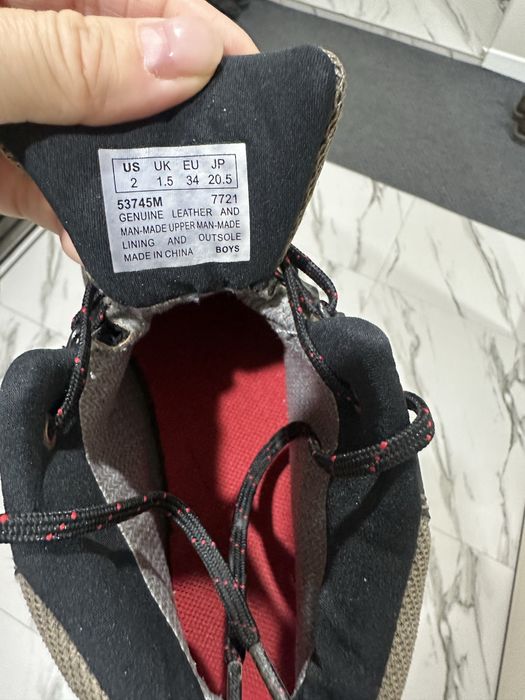 US UK EU JP
2 1.5 34 20.5
53745M 7721
GENUINE LEATHER AND
MAN-MADE UPPER MAN-MADE
LINING AND OUTSOLE
MADE IN CHINA BOYS